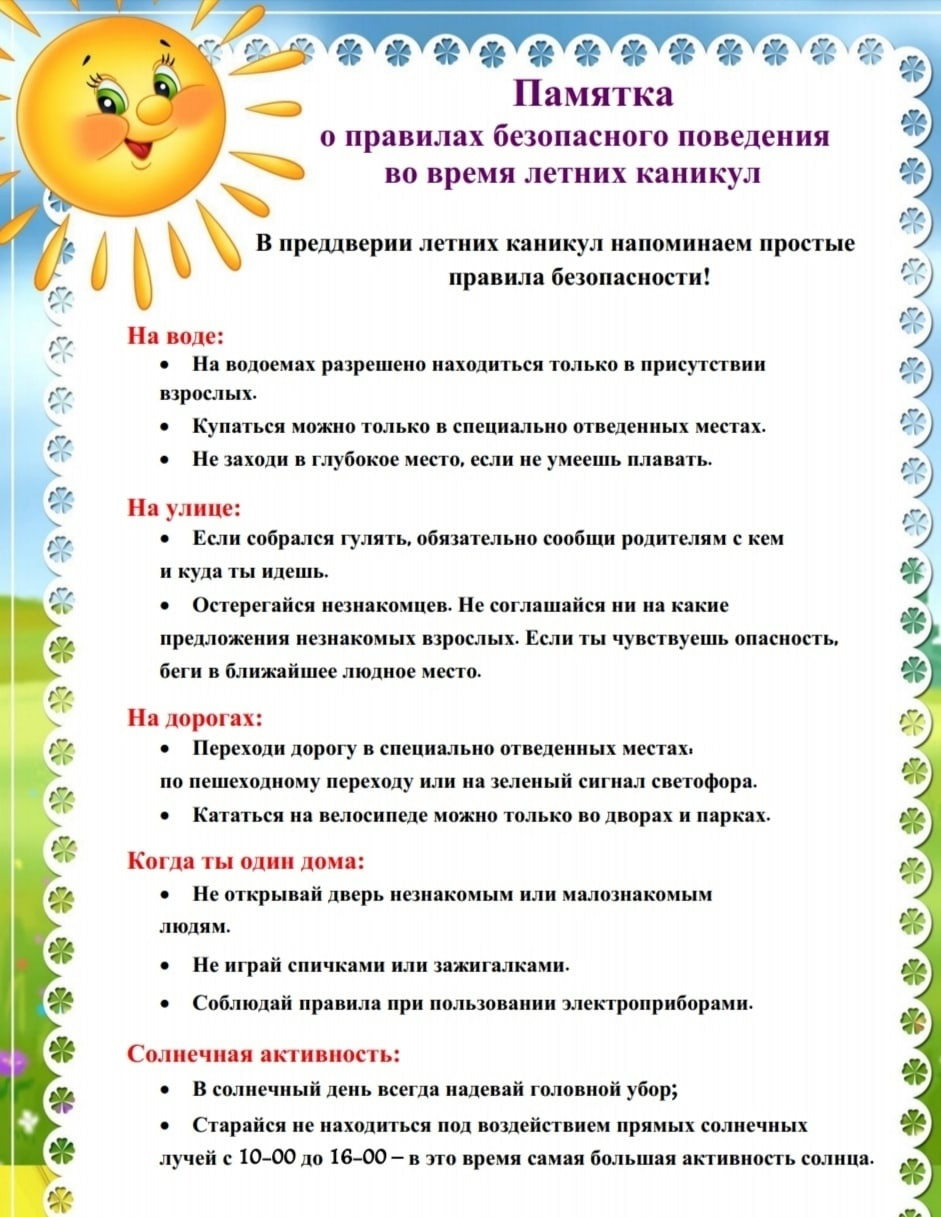 Памятка
о правилах безопасного поведения
во время летних каникул
В преддверии летних каникул напоминаем простые
правила безопасности!
На воде:
• На водоемах разрешено находиться только в присутствии
взрослых.
• Купаться можно только в специально отведенных местах.
• Не заходи в глубокое место, если не умеешь плавать.
На улице:
• Если собрался гулять, обязательно сообщи родителям с кем
и куда ты идешь.
• Остерегайся незнакомцев. Не соглашайся ни на какие
предложения незнакомых взрослых. Если ты чувствуешь опасность,
беги в ближайшее людное место.
На дорогах:
• Переходи дорогу в специально отведенных местах:
по пешеходному переходу или на зеленый сигнал светофора.
• Кататься на велосипеде можно только во дворах и парках.
Когда ты один дома:
• Не открывай дверь незнакомым или малознакомым
людям.
• Не играй спичками или зажигалками.
• Соблюдай правила при пользовании электроприборами.
Солнечная активность:
• В солнечный день всегда надевай головной убор;
• Старайся не находиться под воздействием прямых солнечных
лучей с 10-00 до 16-00 – в это время самая большая активность солнца.